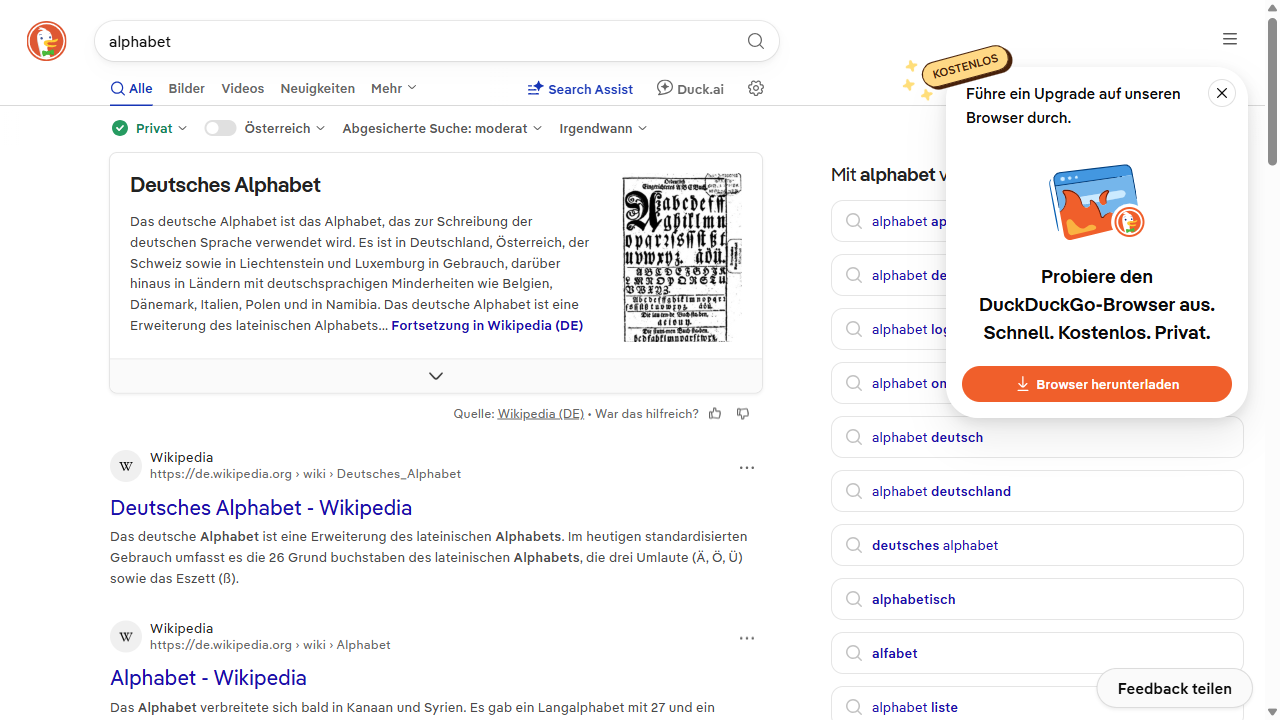 alphabet
Alle
Bilder
Videos
Neuigkeiten
Mehr
Search Assist
Duck.ai
Privat
Österreich
Abgesicherte Suche: moderat
Irgendwann
Deutsches Alphabet
Das deutsche Alphabet ist das Alphabet, das zur Schreibung der
deutschen Sprache verwendet wird. Es ist in Deutschland, Österreich, der
Schweiz sowie in Liechtenstein und Luxemburg in Gebrauch, darüber
hinaus in Ländern mit deutschsprachigen Minderheiten wie Belgien,
Dänemark, Italien, Polen und in Namibia. Das deutsche Alphabet ist eine
Erweiterung des lateinischen Alphabets... Fortsetzung in Wikipedia (DE)
Quelle: Wikipedia (DE) • War das hilfreich?
W
Wikipedia
https://de.wikipedia.org › wiki › Deutsches_Alphabet
Deutsches Alphabet - Wikipedia
Das deutsche Alphabet ist eine Erweiterung des lateinischen Alphabets. Im heutigen standardisierten
Gebrauch umfasst es die 26 Grund buchstaben des lateinischen Alphabets, die drei Umlaute (Ä, Ö, Ü)
sowie das Eszett (ß).
W
Wikipedia
https://de.wikipedia.org › wiki › Alphabet
Alphabet - Wikipedia
Das Alphabet verbreitete sich bald in Kanaan und Syrien. Es gab ein Langalphabet mit 27 und ein
Mit alphabet v
alphabet ap
alphabet de
alphabet log
alphabet on
alphabet deutsch
alphabet deutschland
deutsches alphabet
alphabetisch
alfabet
alphabet liste
KOSTENLOS
Führe ein Upgrade auf unseren
Browser durch.
Probiere den
DuckDuckGo-Browser aus.
Schnell. Kostenlos. Privat.
Browser herunterladen
Feedback teilen